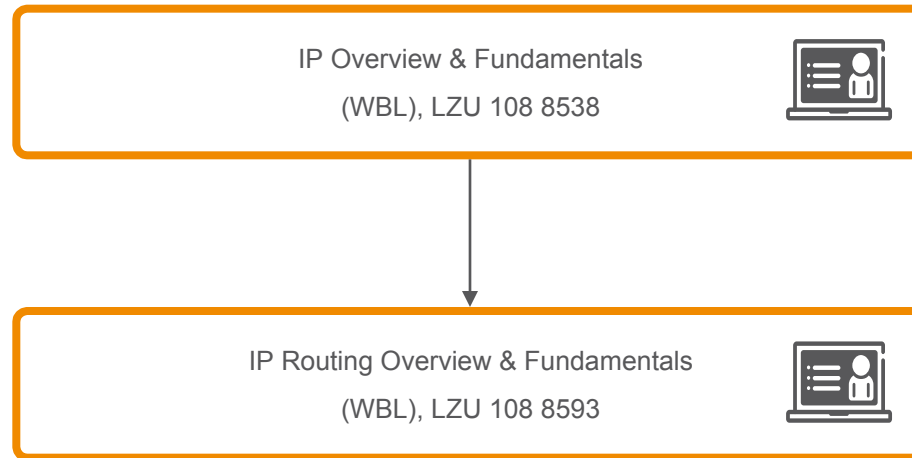 IP Overview & Fundamentals
(WBL), LZU 108 8538
IP Routing Overview & Fundamentals
(WBL), LZU 108 8593